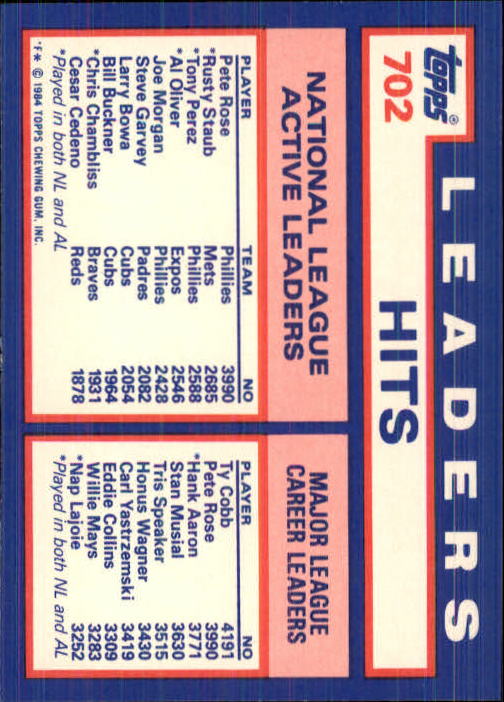 topps®
702
LEADERS
HITS
NATIONAL LEAGUE
ACTIVE LEADERS
PLAYER TEAM NO
Pete Rose Phillies 3990
*Rusty Staub Mets 2685
*Tony Perez Phillies 2588
*Al Oliver Expos 2546
Joe Morgan Phillies 2428
Steve Garvey Padres 2082
Larry Bowa Cubs 2054
Bill Buckner Cubs 1964
*Chris Chambliss Braves 1931
Cesar Cedeno Reds 1878
*Played in both NL and AL
*F* © 1984 TOPPS CHEWING GUM, INC.
MAJOR LEAGUE
CAREER LEADERS
PLAYER NO
Ty Cobb 4191
Pete Rose 3990
*Hank Aaron 3771
Stan Musial 3630
Tris Speaker 3515
Honus Wagner 3430
Carl Yastrzemski 3419
Eddie Collins 3309
Willie Mays 3283
*Nap Lajoie 3252
*Played in both NL and AL